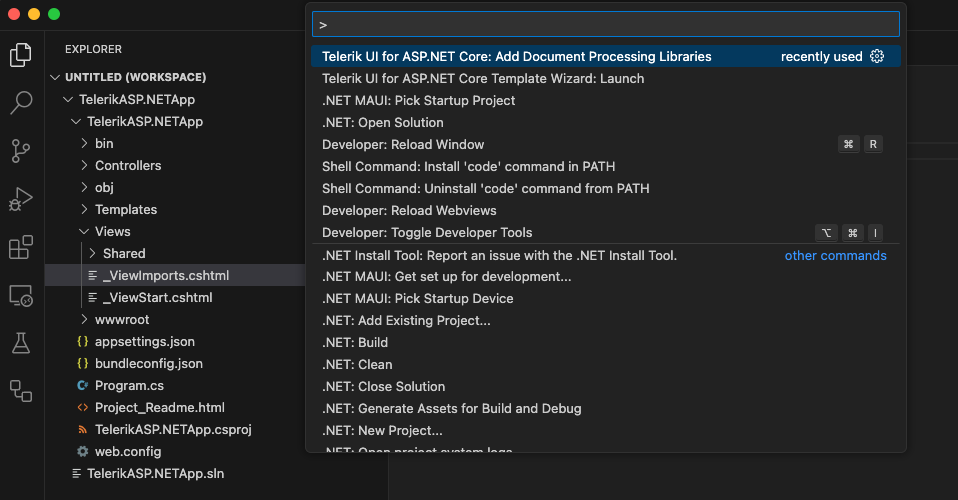 EXPLORER
UNTITLED (WORKSPACE)
TelerikASP.NETApp
TelerikASP.NETApp
bin
Controllers
obj
Templates
Views
Shared
_ViewImports.cshtml
_ViewStart.cshtml
wwwroot
{} appsettings.json
{} bundleconfig.json
C# Program.cs
<> Project_Readme.html
TelerikASP.NETApp.csproj
web.config
TelerikASP.NETApp.sln
>
Telerik UI for ASP.NET Core: Add Document Processing Libraries recently used
Telerik UI for ASP.NET Core Template Wizard: Launch
.NET MAUI: Pick Startup Project
.NET: Open Solution
Developer: Reload Window ⌘ R
Shell Command: Install 'code' command in PATH
Shell Command: Uninstall 'code' command from PATH
Developer: Reload Webviews
Developer: Toggle Developer Tools ⌥ ⌘ I
.NET Install Tool: Report an issue with the .NET Install Tool. other commands
.NET MAUI: Get set up for development...
.NET MAUI: Pick Startup Device
.NET: Add Existing Project...
.NET: Build
.NET: Clean
.NET: Close Solution
.NET: Generate Assets for Build and Debug
.NET: New Project...
.NET: Open project system logs